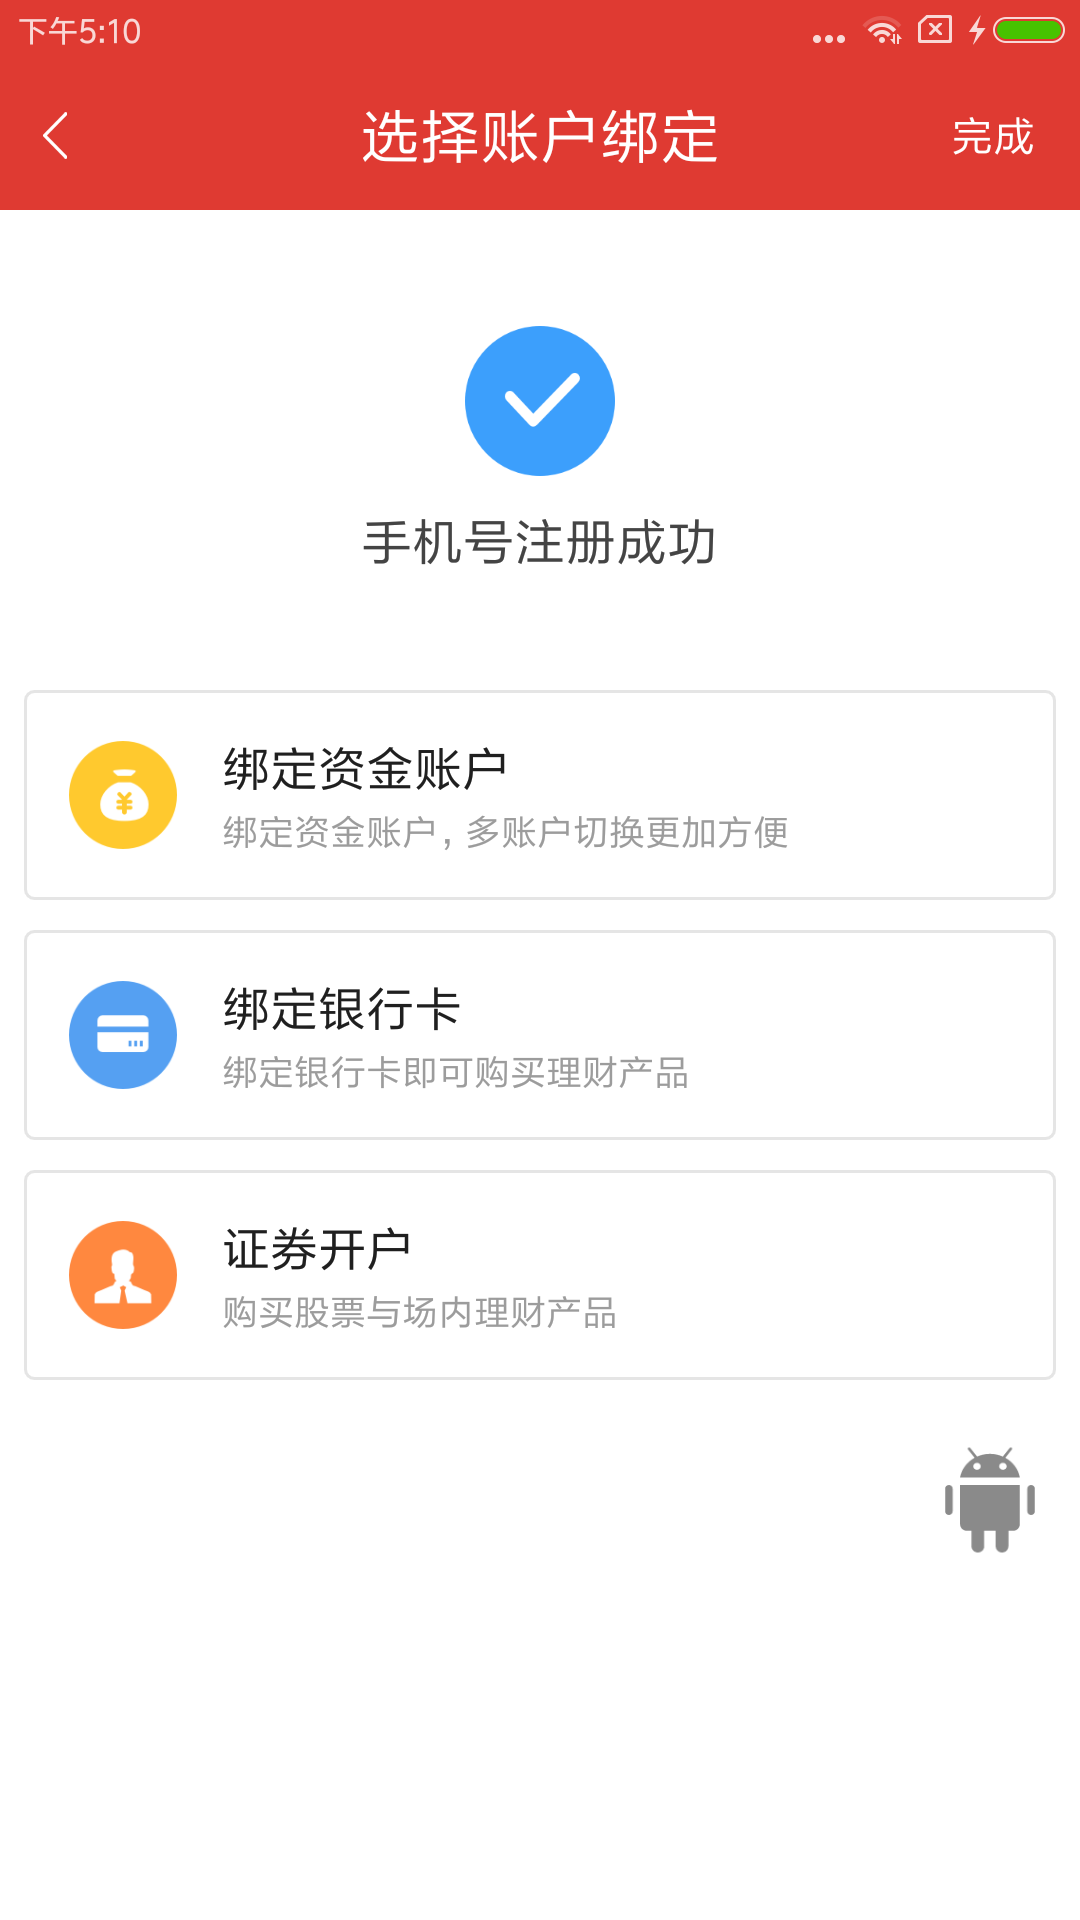 下午5:10
选择账户绑定
完成
手机号注册成功
绑定资金账户
绑定资金账户, 多账户切换更加方便
绑定银行卡
绑定银行卡即可购买理财产品
证券开户
购买股票与场内理财产品